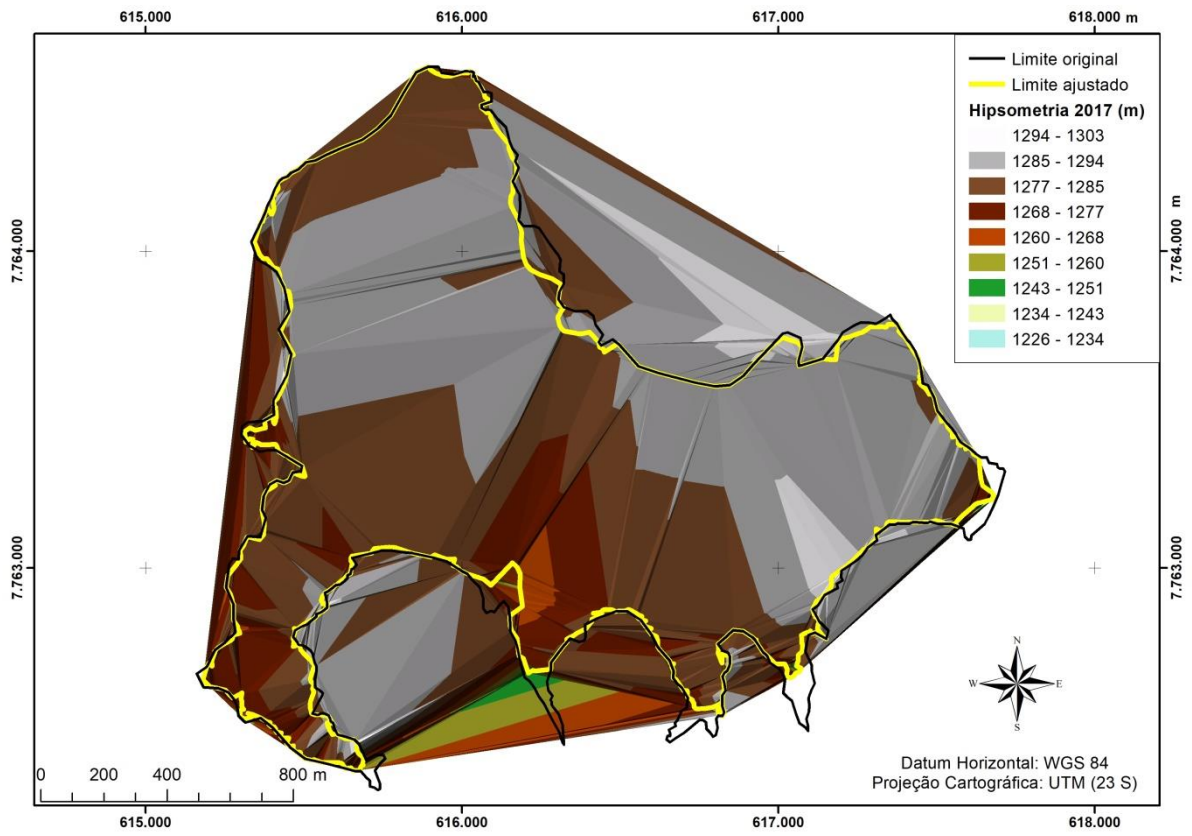 615.000 616.000 617.000 618.000 m
Limite original
Limite ajustado
Hipsometria 2017 (m)
1294 - 1303
1285 - 1294
1277 - 1285
1268 - 1277
1260 - 1268
1251 - 1260
1243 - 1251
1234 - 1243
1226 - 1234
7.764.000
7.764.000 m
7.763.000
7.763.000
N
W E
S
0 200 400 800 m
Datum Horizontal: WGS 84
Projeção Cartográfica: UTM (23 S)
615.000 616.000 617.000 618.000